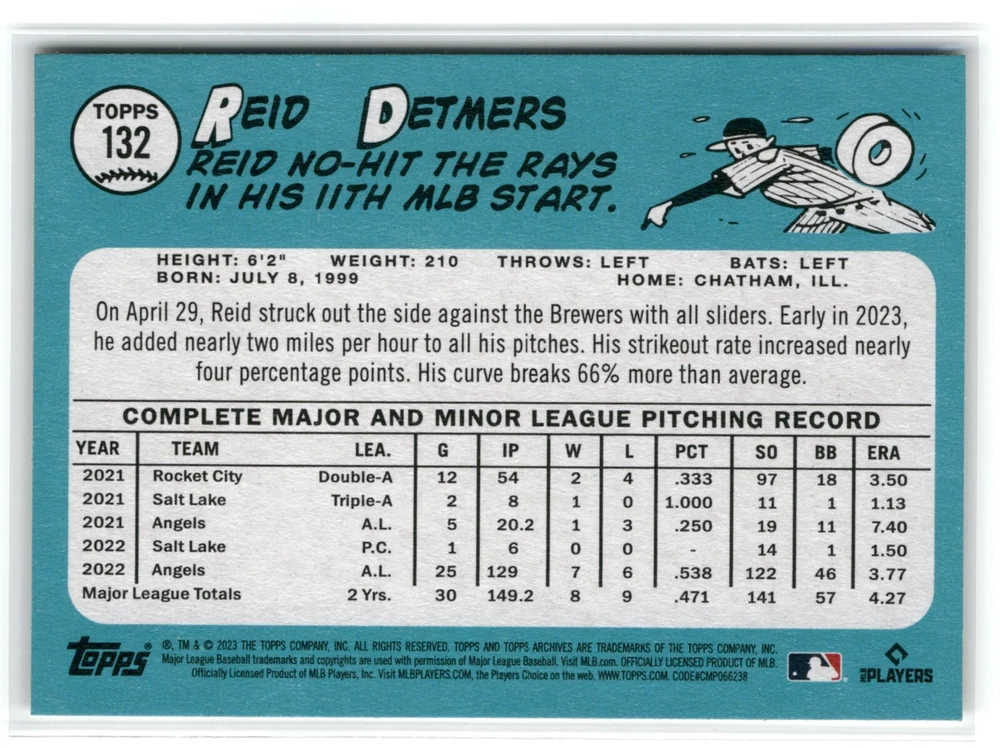 TOPPS
132
REID DETMERS
REID NO-HIT THE RAYS
IN HIS 11TH MLB START.
0
HEIGHT: 6'2" WEIGHT: 210 THROWS: LEFT BATS: LEFT
BORN: JULY 8, 1999 HOME: CHATHAM, ILL.
On April 29, Reid struck out the side against the Brewers with all sliders. Early in 2023,
he added nearly two miles per hour to all his pitches. His strikeout rate increased nearly
four percentage points. His curve breaks 66% more than average.
COMPLETE MAJOR AND MINOR LEAGUE PITCHING RECORD
YEAR TEAM LEA. G IP W L PCT SO BB ERA
2021 Rocket City Double-A 12 54 2 4 .333 97 18 3.50
2021 Salt Lake Triple-A 2 8 1 0 1.000 11 1 1.13
2021 Angels A.L. 5 20.2 1 3 .250 19 11 7.40
2022 Salt Lake P.C. 1 6 0 0 - 14 1 1.50
2022 Angels A.L. 25 129 7 6 .538 122 46 3.77
Major League Totals 2 Yrs. 30 149.2 8 9 .471 141 57 4.27
topps®
®, TM & © 2023 THE TOPPS COMPANY, INC. ALL RIGHTS RESERVED. TOPPS AND TOPPS ARCHIVES ARE TRADEMARKS OF THE TOPPS COMPANY, INC.
Major League Baseball trademarks and copyrights are used with permission of Major League Baseball. Visit MLB.com. OFFICIALLY LICENSED PRODUCT OF MLB.
Officially Licensed Product of MLB Players, Inc. Visit MLBPLAYERS.COM, the Players Choice on the web. WWW.TOPPS.COM. CODE#CMP066238
MLB PLAYERS